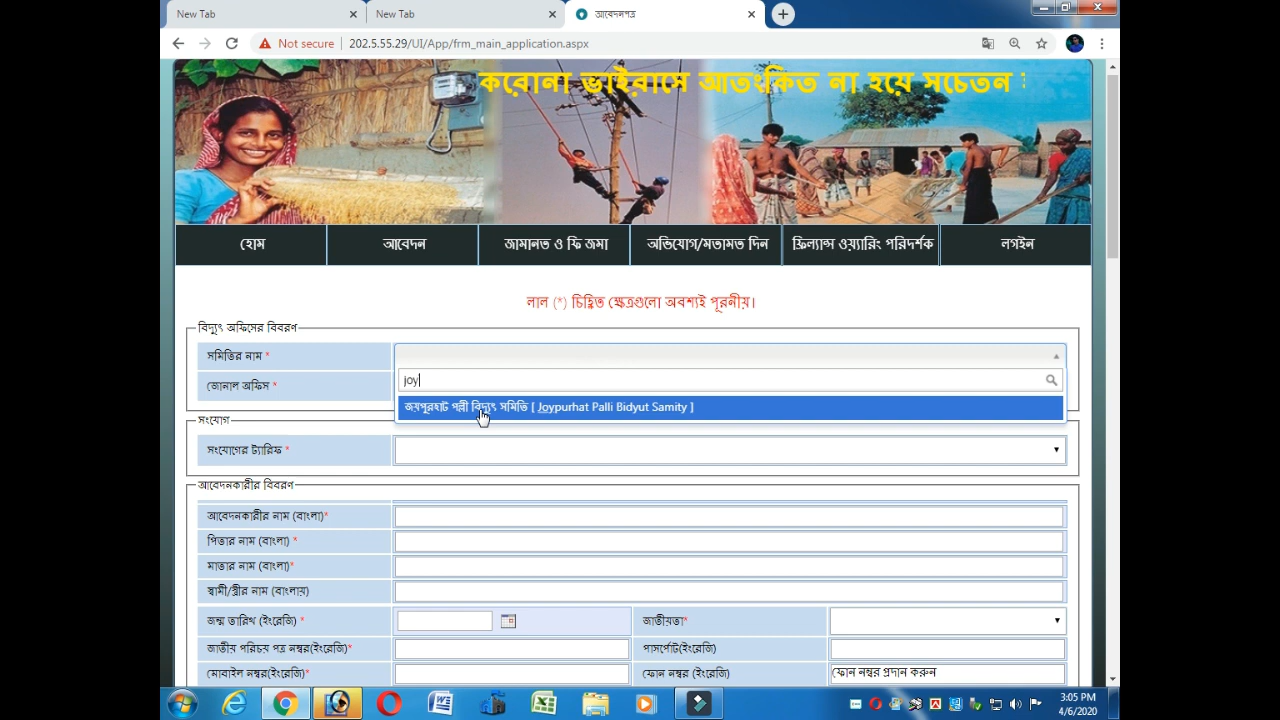 New Tab
New Tab
আবেদনপত্র
Not secure
202.5.55.29/UI/App/frm_main_application.aspx
করোনা ভাইরাসে আতংকিত না হয়ে সচেতন
হোম
আবেদন
জামানত ও ফি জমা
অভিযোগ/মতামত দিন
ফ্রিল্যান্স ওয়্যারিং পরিদর্শক
লগইন
লাল (*) চিহ্নিত ক্ষেত্রগুলো অবশ্যই পূরনীয়।
বিদ্যুৎ অফিসের বিবরণ
সমিতির নাম *
joy
জোনাল অফিস *
জয়পুরহাট পল্লী বিদ্যুৎ সমিতি [ Joypurhat Palli Bidyut Samity ]
সংযোগ
সংযোগের ট্যারিফ *
আবেদনকারীর বিবরণ
আবেদনকারীর নাম (বাংলা)*
পিতার নাম (বাংলা) *
মাতার নাম (বাংলা)*
স্বামী/স্ত্রীর নাম (বাংলায়)
জন্ম তারিখ (ইংরেজি) *
জাতীয়তা*
জাতীয় পরিচয় পত্র নম্বর(ইংরেজি)*
পাসপোর্ট(ইংরেজি)
মোবাইল নম্বর(ইংরেজি)*
ফোন নম্বর (ইংরেজি)
ফোন নম্বর প্রদান করুন
3:05 PM
4/6/2020